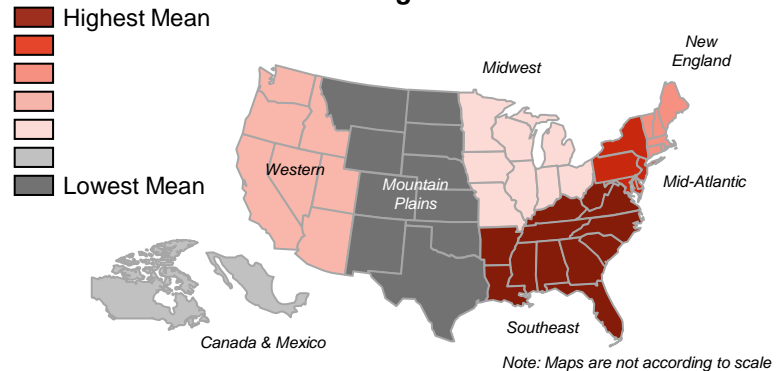 Highest Mean
New
England
Midwest
Western
Lowest Mean
Mountain
Plains
Mid-Atlantic
Southeast
Canada & Mexico
Note: Maps are not according to scale